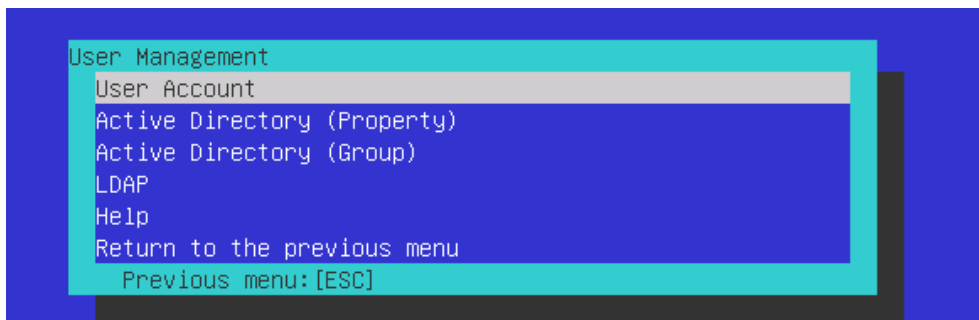 User Management
User Account
Active Directory (Property)
Active Directory (Group)
LDAP
Help
Return to the previous menu
Previous menu:[ESC]